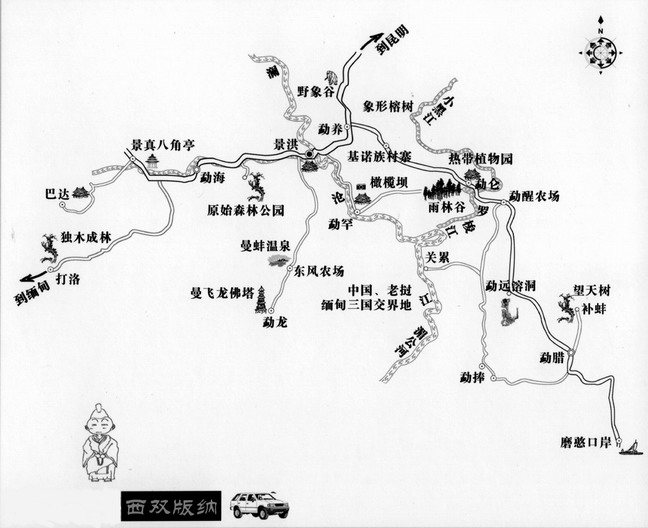 到昆明
N
澜
野象谷
象形榕树
小黑江
勐养
景真八角亭
景洪
基诺族村寨
热带植物园
勐海
橄榄坝
勐仑
巴达
原始森林公园
沧
雨林谷
勐醒农场
罗
梭
江
勐罕
独木成林
曼蚌温泉
关累
打洛
东风农场
到缅甸
曼飞龙佛塔
中国、老挝
缅甸三国交界地
勐远溶洞
望天树
补蚌
江
勐龙
湄公河
勐腊
勐捧
磨憨口岸
西双版纳